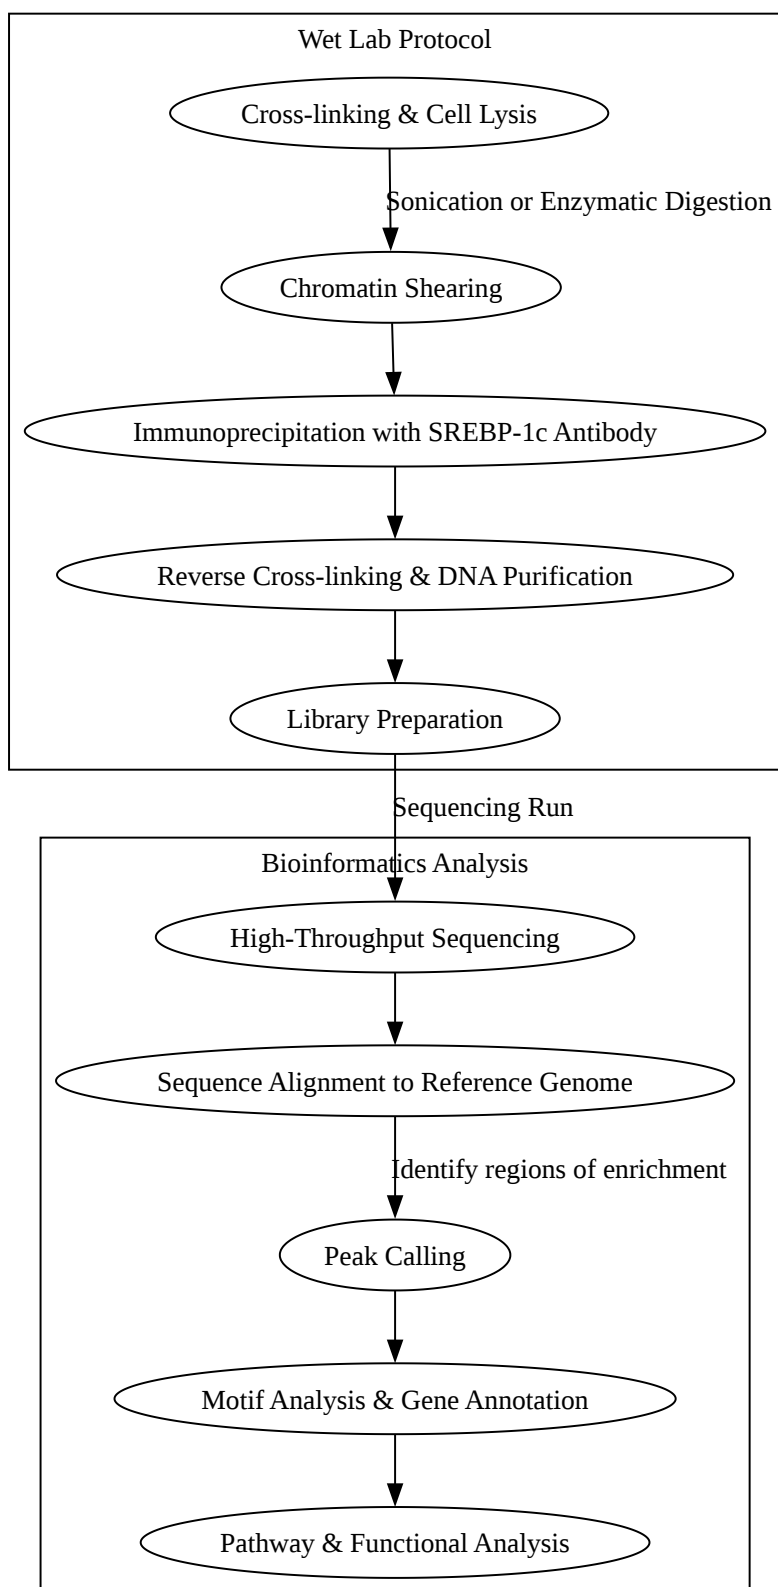 Wet Lab Protocol
Cross-linking & Cell Lysis
Sonication or Enzymatic Digestion
Chromatin Shearing
Immunoprecipitation with SREBP-1c Antibody
Reverse Cross-linking & DNA Purification
Library Preparation
Sequencing Run
Bioinformatics Analysis
High-Throughput Sequencing
Sequence Alignment to Reference Genome
Identify regions of enrichment
Peak Calling
Motif Analysis & Gene Annotation
Pathway & Functional Analysis